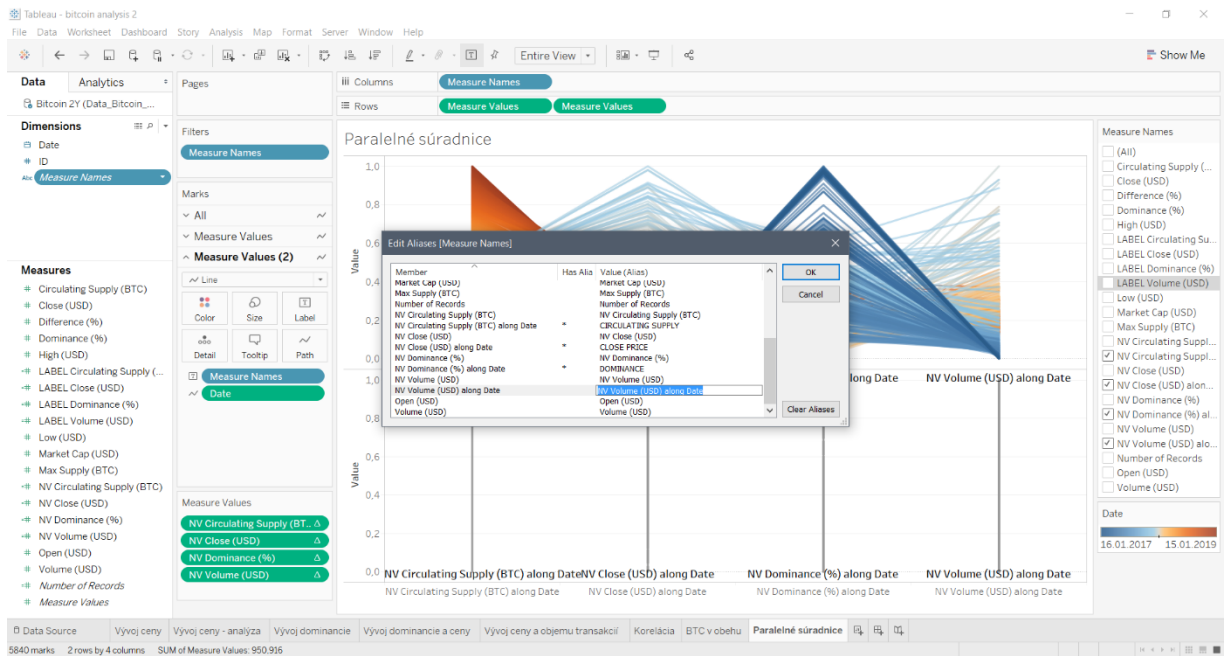 Tableau - bitcoin analysis 2
File Data Worksheet Dashboard Story Analysis Map Format Server Window Help
Entire View
Show Me
Data Analytics
Bitcoin 2Y (Data_Bitcoin_...
Dimensions
Date
# ID
Abc Measure Names
Measures
# Circulating Supply (BTC)
# Close (USD)
# Difference (%)
# Dominance (%)
# High (USD)
LABEL Circulating Supply (...
LABEL Close (USD)
LABEL Dominance (%)
LABEL Volume (USD)
# Low (USD)
# Market Cap (USD)
# Max Supply (BTC)
NV Circulating Supply (BTC)
NV Close (USD)
NV Dominance (%)
NV Volume (USD)
# Open (USD)
# Volume (USD)
Number of Records
# Measure Values
Pages
Filters
Measure Names
Marks
All
Measure Values
Measure Values (2)
Line
Color Size Label
Detail Tooltip Path
Measure Names
Date
Measure Values
NV Circulating Supply (BT.. Δ
NV Close (USD) Δ
NV Dominance (%) Δ
NV Volume (USD) Δ
Columns
Measure Names
Rows
Measure Values Measure Values
Paralelné súradnice
Value
1,0
0,8
0,6
0,4
0,2
0,0
Edit Aliases [Measure Names]
Member Has Alia Value (Alias)
Market Cap (USD) Market Cap (USD)
Max Supply (BTC) Max Supply (BTC)
Number of Records Number of Records
NV Circulating Supply (BTC) NV Circulating Supply (BTC)
NV Circulating Supply (BTC) along Date * CIRCULATING SUPPLY
NV Close (USD) NV Close (USD)
NV Close (USD) along Date * CLOSE PRICE
NV Dominance (%) NV Dominance (%)
NV Dominance (%) along Date * DOMINANCE
NV Volume (USD) NV Volume (USD)
NV Volume (USD) along Date NV Volume (USD) along Date
Open (USD) Open (USD)
Volume (USD) Volume (USD)
OK
Cancel
Clear Aliases
long Date NV Volume (USD) along Date
Value
1,0
0,8
0,6
0,4
0,2
0,0
NV Circulating Supply (BTC) along Date NV Close (USD) along Date NV Dominance (%) along Date NV Volume (USD) along Date
NV Circulating Supply (BTC) along Date NV Close (USD) along Date NV Dominance (%) along Date NV Volume (USD) along Date
Measure Names
(All)
Circulating Supply (...
Close (USD)
Difference (%)
Dominance (%)
High (USD)
LABEL Circulating Su...
LABEL Close (USD)
LABEL Dominance (%)
LABEL Volume (USD)
Low (USD)
Market Cap (USD)
Max Supply (BTC)
NV Circulating Suppl...
NV Circulating Suppl...
NV Close (USD)
NV Close (USD) alon...
NV Dominance (%)
NV Dominance (%) al...
NV Volume (USD)
NV Volume (USD) alo...
Number of Records
Open (USD)
Volume (USD)
Date
16.01.2017 15.01.2019
Data Source Vývoj ceny Vývoj ceny - analýza Vývoj dominancie Vývoj dominancie a ceny Vývoj ceny a objemu transakcií Korelácia BTC v obehu Paralelné súradnice
5840 marks 2 rows by 4 columns SUM of Measure Values: 950.916